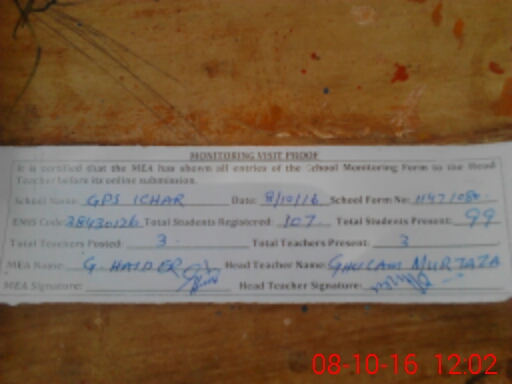 MONITORING VISIT PROOF
It is certified that the MEA has shown all entries of the School Monitoring Form to the Head
Teacher before its online submission.
School Name: GPS ICHAR Date: 8/10/16 School Form No:
EMIS Code: 38430126 Total Students Registered: 107 Total Students Present: 99
Total Teachers Posted: 3 Total Teachers Present: 3
MEA Name: G. HAIDER Head Teacher Name: GHULAM MURTAZA
MEA Signature: Head Teacher Signature:
08-10-16 12:02